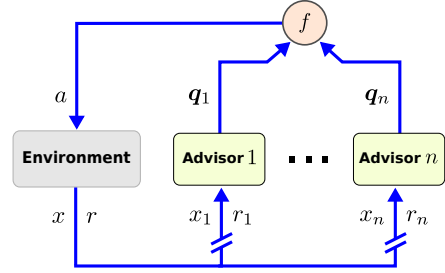 f
a
q₁
qₙ
Environment
Advisor 1
...
Advisor n
x r
x₁ r₁
xₙ rₙ